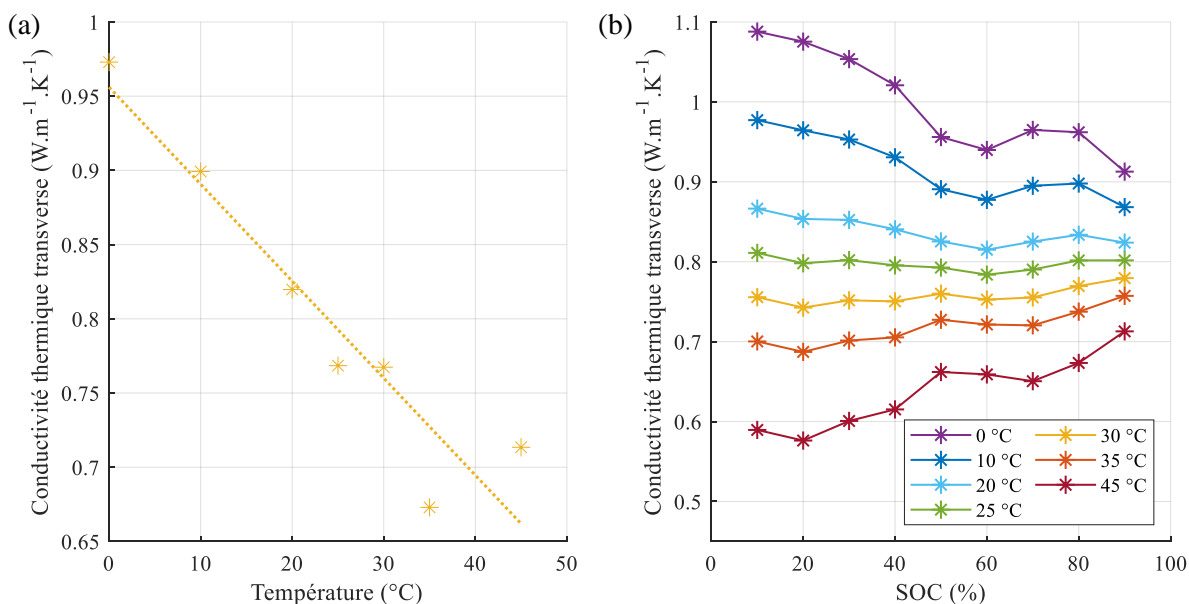 (a)
Conductivité thermique transverse (W.m⁻¹.K⁻¹)
1
0.95
0.9
0.85
0.8
0.75
0.7
0.65
0 10 20 30 40 50
Température (°C)
(b)
Conductivité thermique transverse (W.m⁻¹.K⁻¹)
1.1
1
0.9
0.8
0.7
0.6
0.5
0 20 40 60 80 100
SOC (%)
0 °C
10 °C
20 °C
25 °C
30 °C
35 °C
45 °C